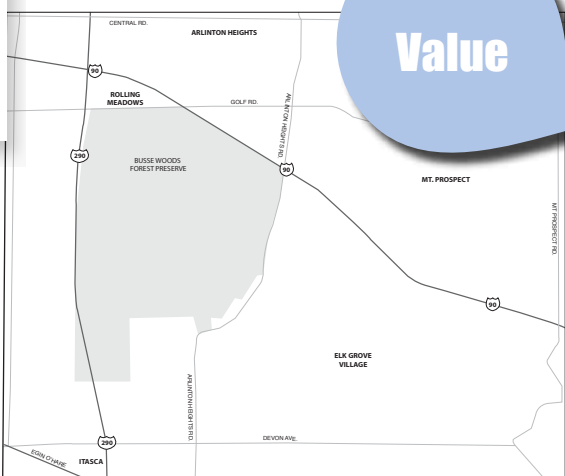 CENTRAL RD.
ARLINTON HEIGHTS
Value
90
ROLLING
MEADOWS
GOLF RD.
ARLINTON HEIGHTS RD.
290
BUSSE WOODS
FOREST PRESERVE
90
MT. PROSPECT
MT PROSPECT RD.
90
ELK GROVE
VILLAGE
ARLINTON HEIGHTS RD.
290
DEVON AVE.
EGIN O'HARE
ITASCA